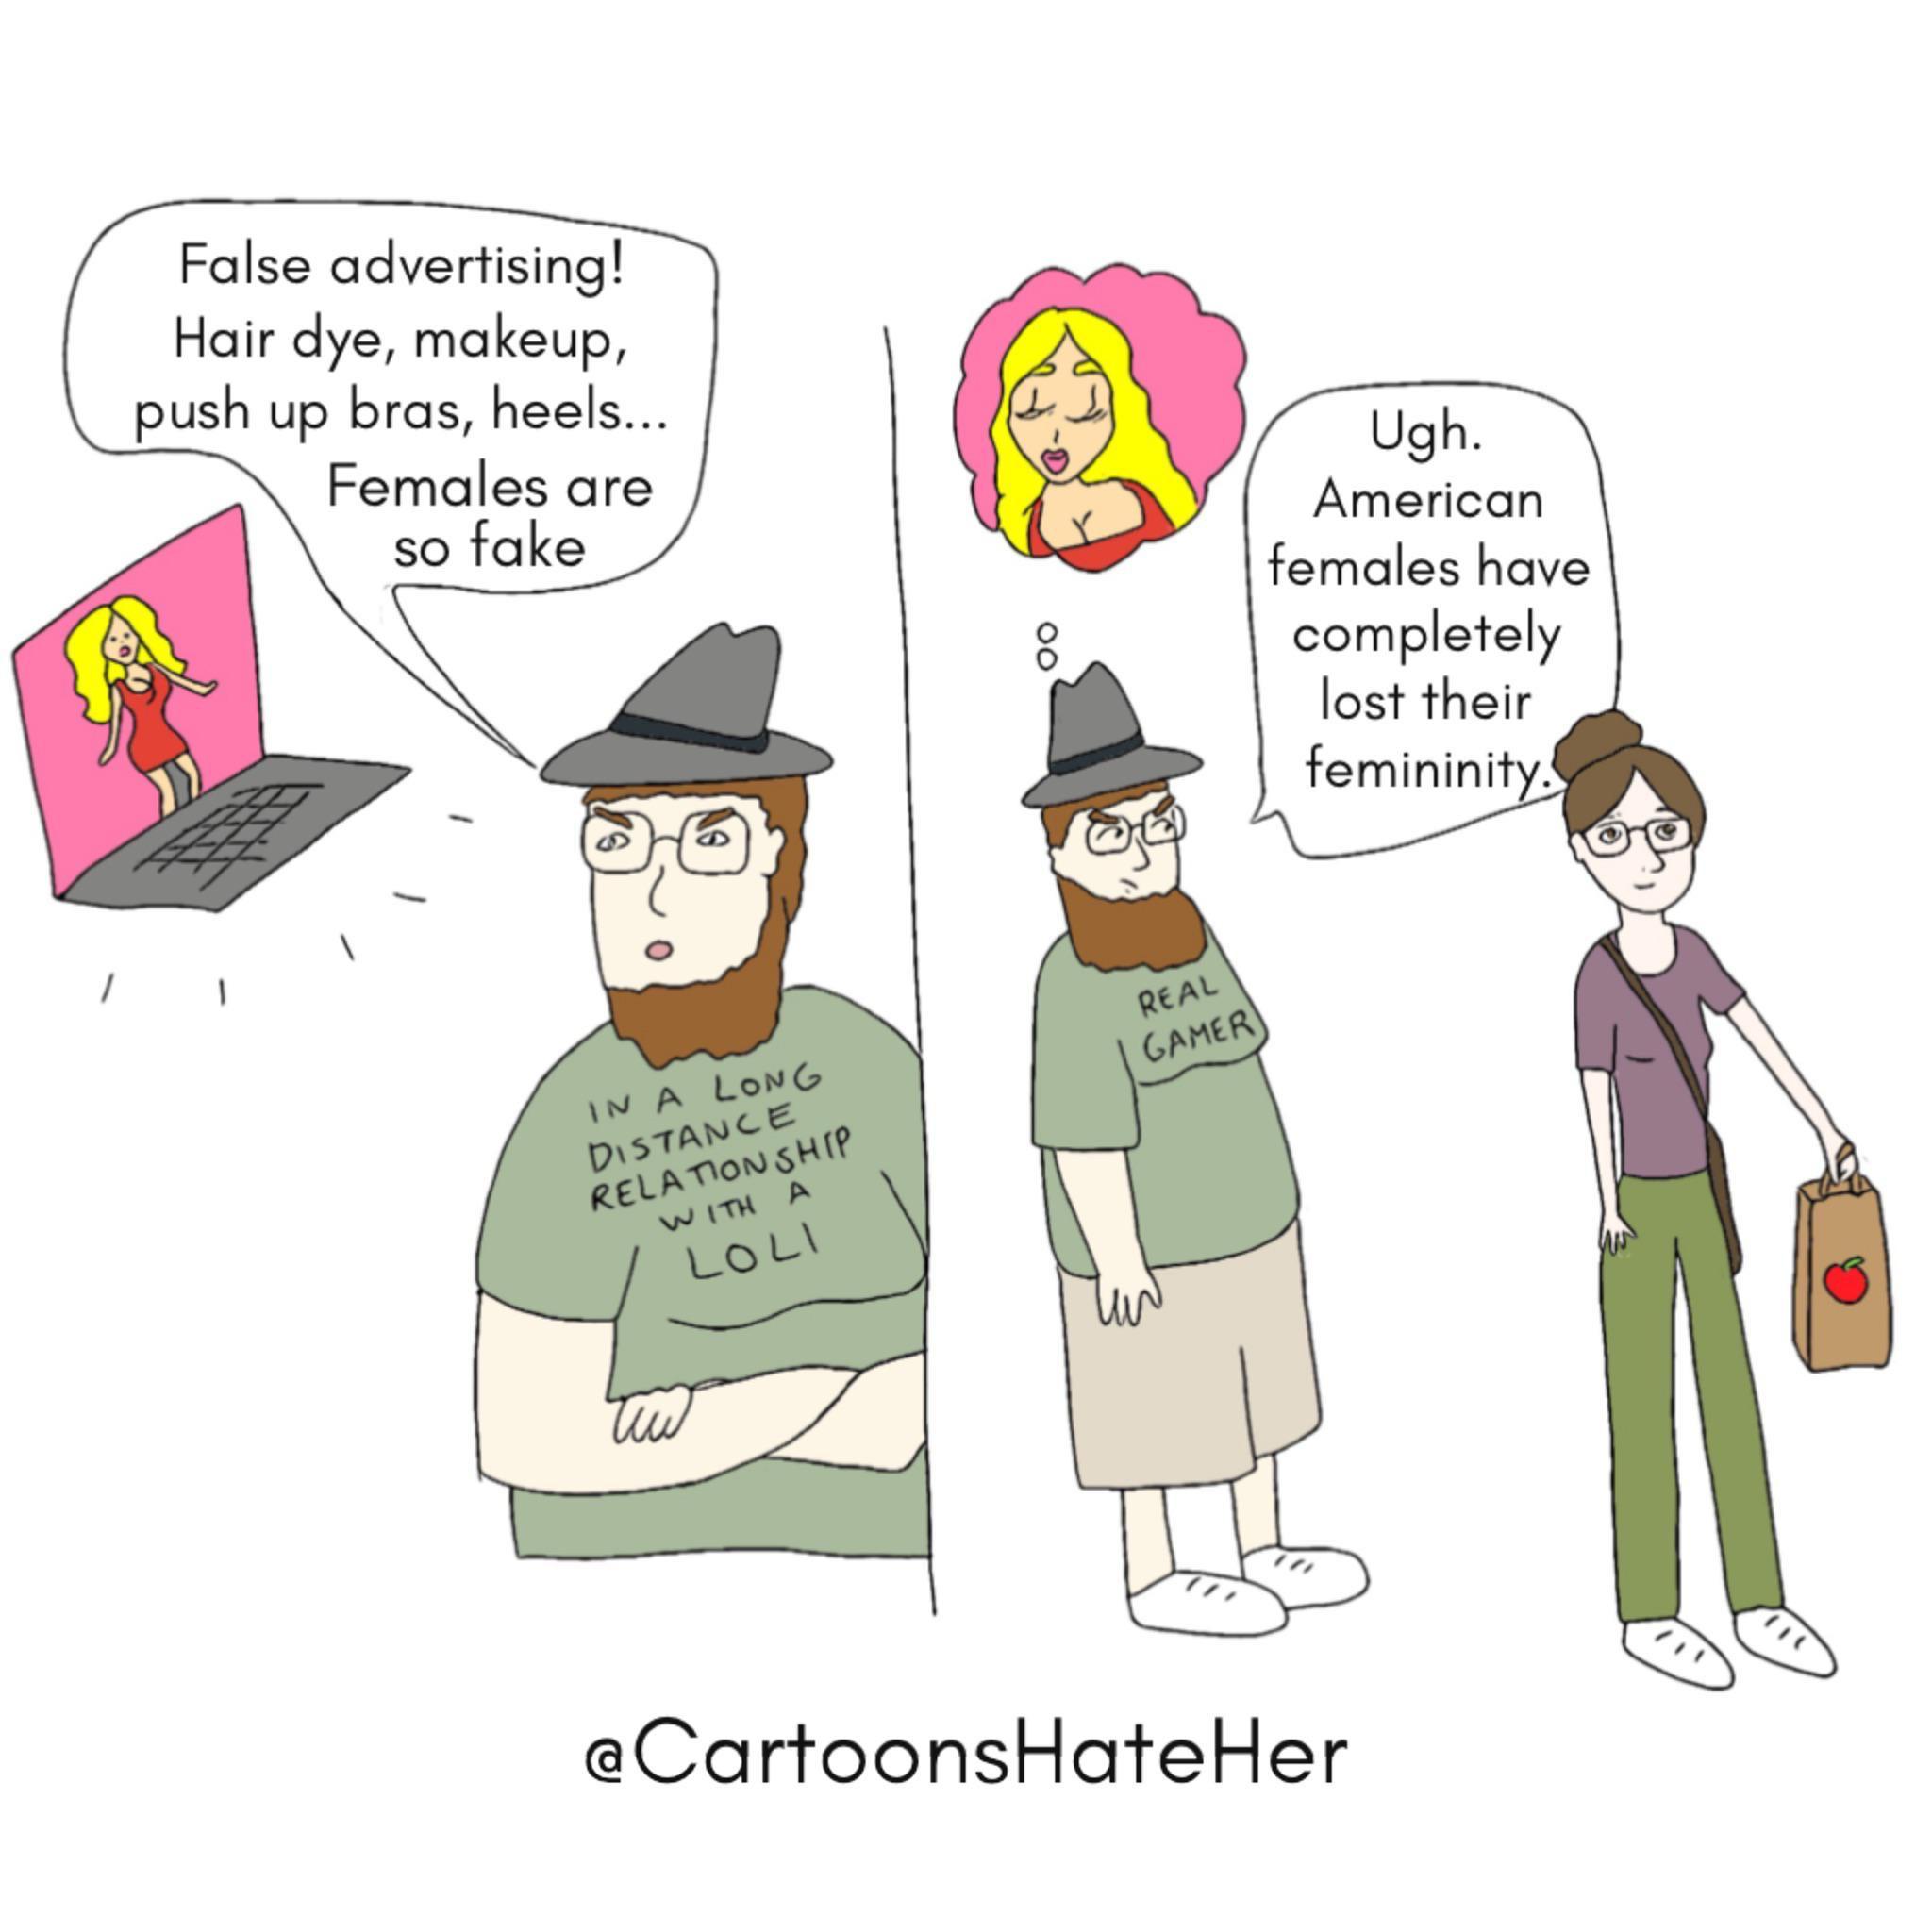 False advertising!
Hair dye, makeup,
push up bras, heels...
Females are
so fake
IN A LONG
DISTANCE
RELATIONSHIP
WITH A
LOLI
Ugh.
American
females have
completely
lost their
femininity.
REAL
GAMER
@CartoonsHateHer